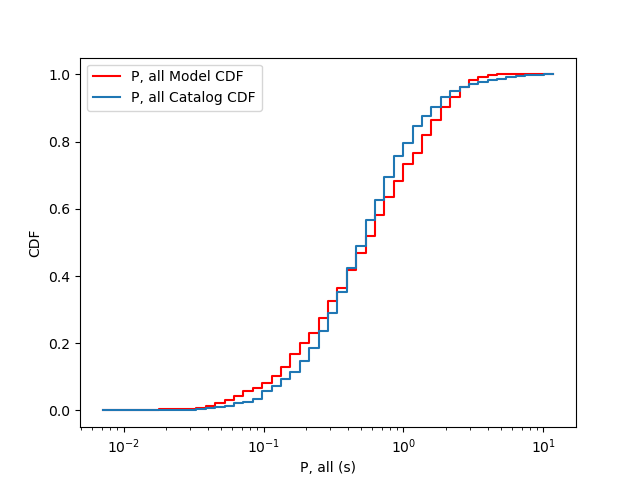 P, all Model CDF
P, all Catalog CDF
1.0
0.8
0.6
0.4
0.2
0.0
CDF
10⁻² 10⁻¹ 10⁰ 10¹
P, all (s)